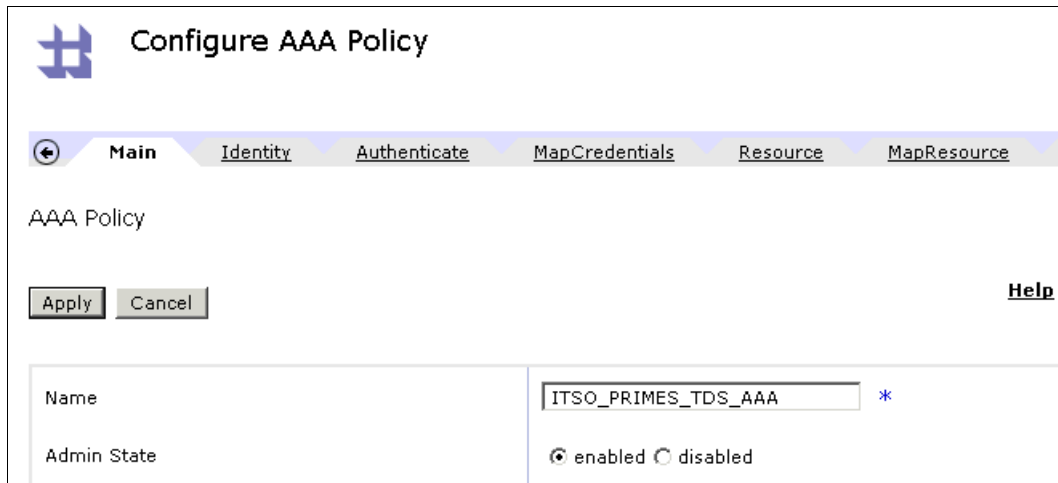 Configure AAA Policy
Main Identity Authenticate MapCredentials Resource MapResource
AAA Policy
Apply Cancel Help
Name ITSO_PRIMES_TDS_AAA *
Admin State enabled disabled